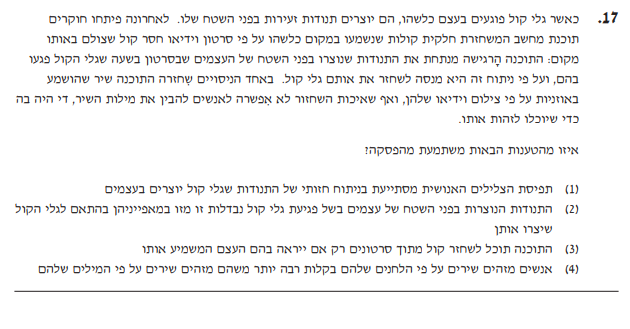 17. כאשר גלי קול פוגעים בעצם כלשהו, הם יוצרים תנודות זעירות בפני השטח שלו. לאחרונה פיתחו חוקרים
תוכנת מחשב המשחזרת חלקית קולות שנשמעו במקום כלשהו על פי סרטון וידיאו חסר קול שצולם באותו
מקום: התוכנה הָרגישה מנתחת את התנודות שנוצרו בפני השטח של העצמים שבסרטון בשעה שגלי הקול פגעו
בהם, ועל פי ניתוח זה היא מנסה לשחזר את אותם גלי קול. באחד הניסויים שִחזרה התוכנה שיר שהושמע
באוזניות על פי צילום וידיאו שלהן, ואף שאיכות השחזור לא אִפשרה לאנשים להבין את מילות השיר, די היה בה
כדי שיוכלו לזהות אותו.
איזו מהטענות הבאות משתמעת מהפסקה?
(1) תפיסת הצלילים האנושית מסתייעת בניתוח חזותי של התנודות שגלי קול יוצרים בעצמים
(2) התנודות הנוצרות בפני השטח של עצמים בשל פגיעת גלי קול נבדלות זו מזו במאפייניהן בהתאם לגלי הקול
שיצרו אותן
(3) התוכנה תוכל לשחזר קול מתוך סרטונים רק אם ייראה בהם העצם המשמיע אותו
(4) אנשים מזהים שירים על פי הלחנים שלהם בקלות רבה יותר משהם מזהים שירים על פי המילים שלהם